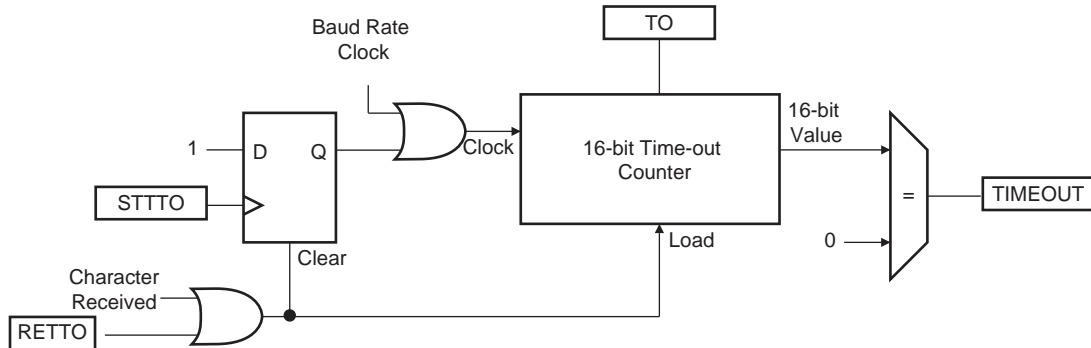 TO
Baud Rate
Clock
16-bit
Value
1
D
Q
Clock
16-bit Time-out
Counter
=
TIMEOUT
STTTO
0
Load
Clear
Character
Received
RETTO